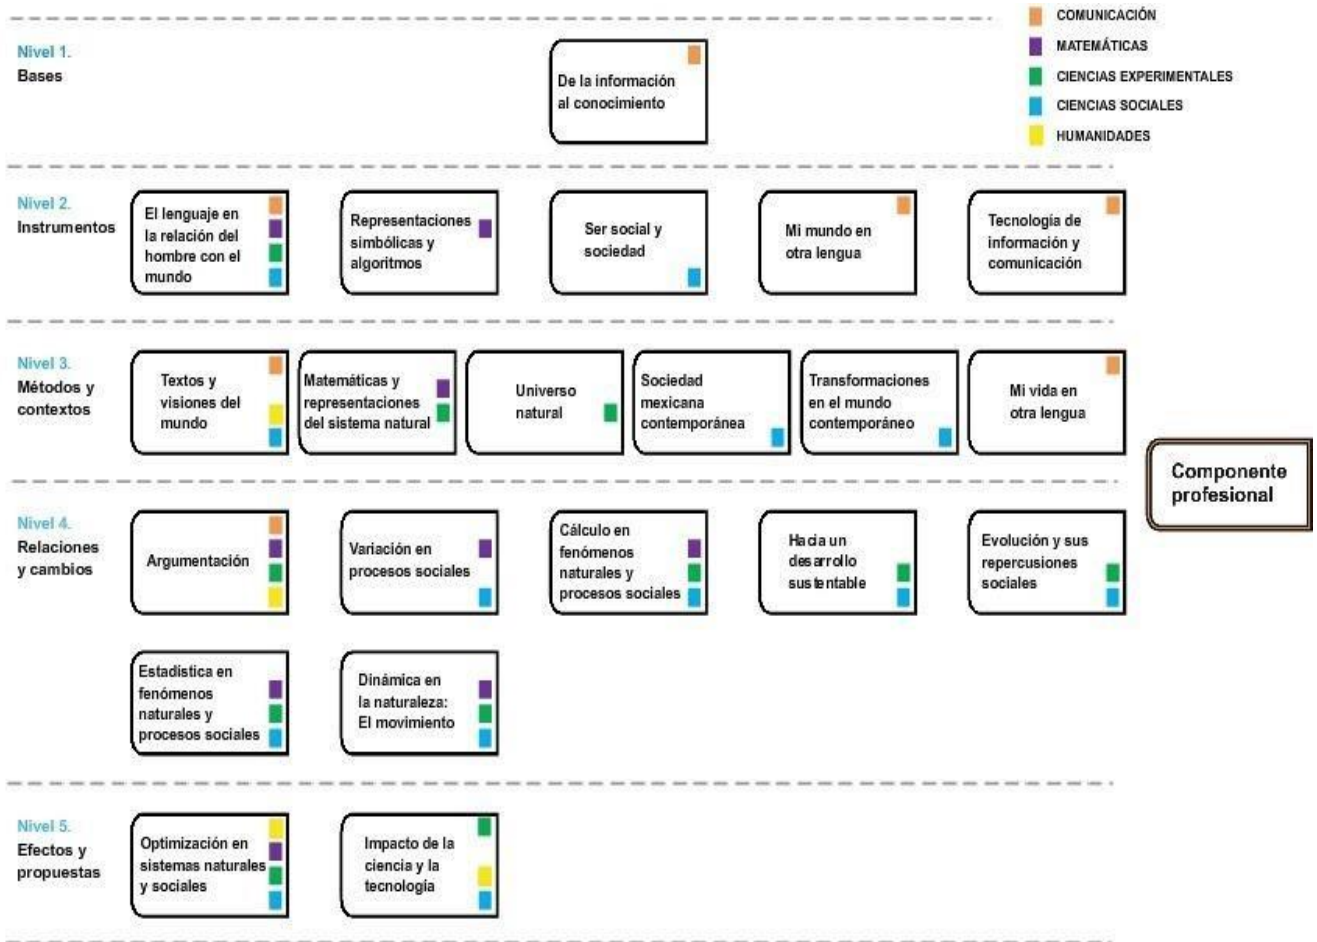 COMUNICACIÓN
MATEMÁTICAS
CIENCIAS EXPERIMENTALES
CIENCIAS SOCIALES
HUMANIDADES
Nivel 1.
Bases
De la información
al conocimiento
Nivel 2.
Instrumentos
El lenguaje en
la relación del
hombre con el
mundo
Representaciones
simbólicas y
algoritmos
Ser social y
sociedad
Mi mundo en
otra lengua
Tecnología de
información y
comunicación
Nivel 3.
Métodos y
contextos
Textos y
visiones del
mundo
Matemáticas y
representaciones
del sistema natural
Universo
natural
Sociedad
mexicana
contemporánea
Transformaciones
en el mundo
contemporáneo
Mi vida en
otra lengua
Componente
profesional
Nivel 4.
Relaciones
y cambios
Argumentación
Variación en
procesos sociales
Cálculo en
fenómenos
naturales y
procesos sociales
Hacia un
desarrollo
sustentable
Evolución y sus
repercusiones
sociales
Estadística en
fenómenos
naturales y
procesos sociales
Dinámica en
la naturaleza:
El movimiento
Nivel 5.
Efectos y
propuestas
Optimización en
sistemas naturales
y sociales
Impacto de la
ciencia y la
tecnología